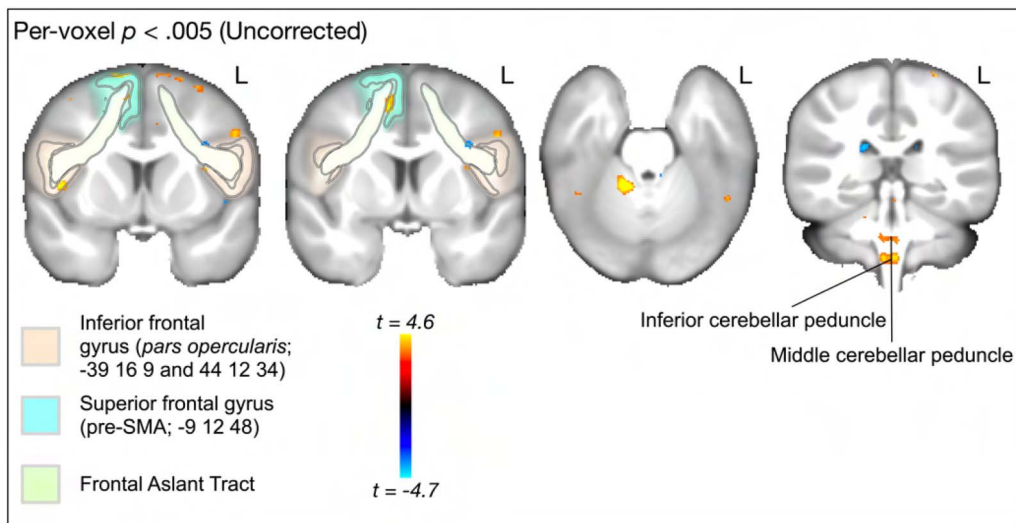 Per-voxel p < .005 (Uncorrected)
L
L
L
L
Inferior cerebellar peduncle
Middle cerebellar peduncle
Inferior frontal
gyrus (pars opercularis;
-39 16 9 and 44 12 34)
Superior frontal gyrus
(pre-SMA; -9 12 48)
Frontal Aslant Tract
t = 4.6
t = -4.7